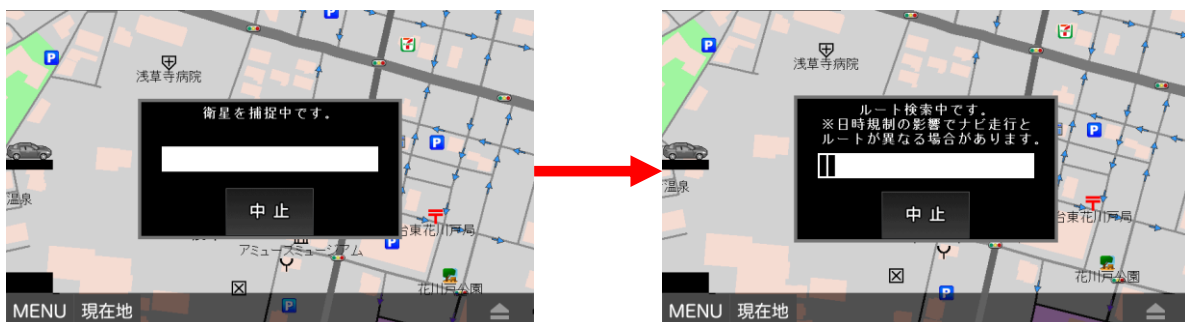 浅草寺病院
衛星を捕捉中です。
中止
温泉
台東花川戸局
アミューズミュージアム
花川戸公園
MENU 現在地
浅草寺病院
ルート検索中です。
※日時規制の影響でナビ走行と
ルートが異なる場合があります。
中止
温泉
台東花川戸局
花川戸公園
MENU 現在地